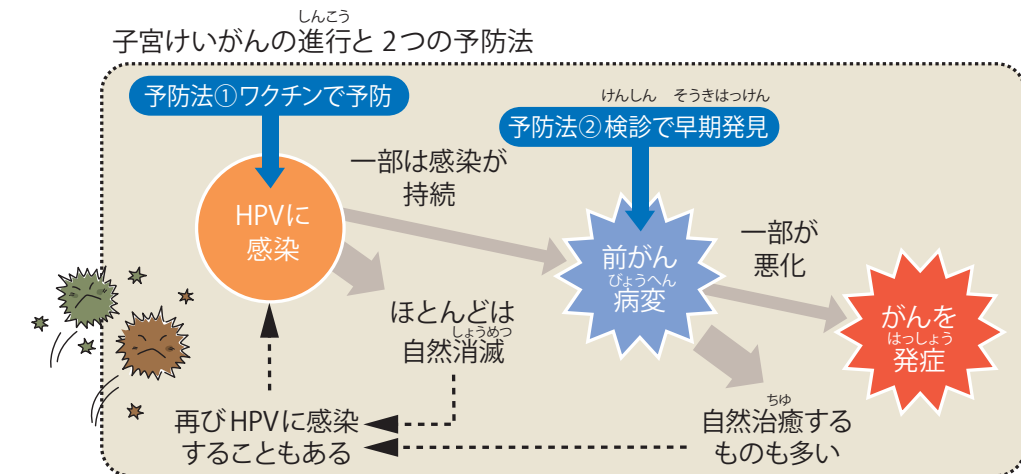 しんこう
子宮けいがんの進行と2つの予防法
予防法①ワクチンで予防
けんしん そうきはっけん
予防法②検診で早期発見
HPVに
感染
一部は感染が
持続
ほとんどは
しょうめつ
自然消滅
前がん
びょうへん
病変
一部が
悪化
がんを
はっしょう
発症
再びHPVに感染
することもある
ちゆ
自然治癒する
ものも多い